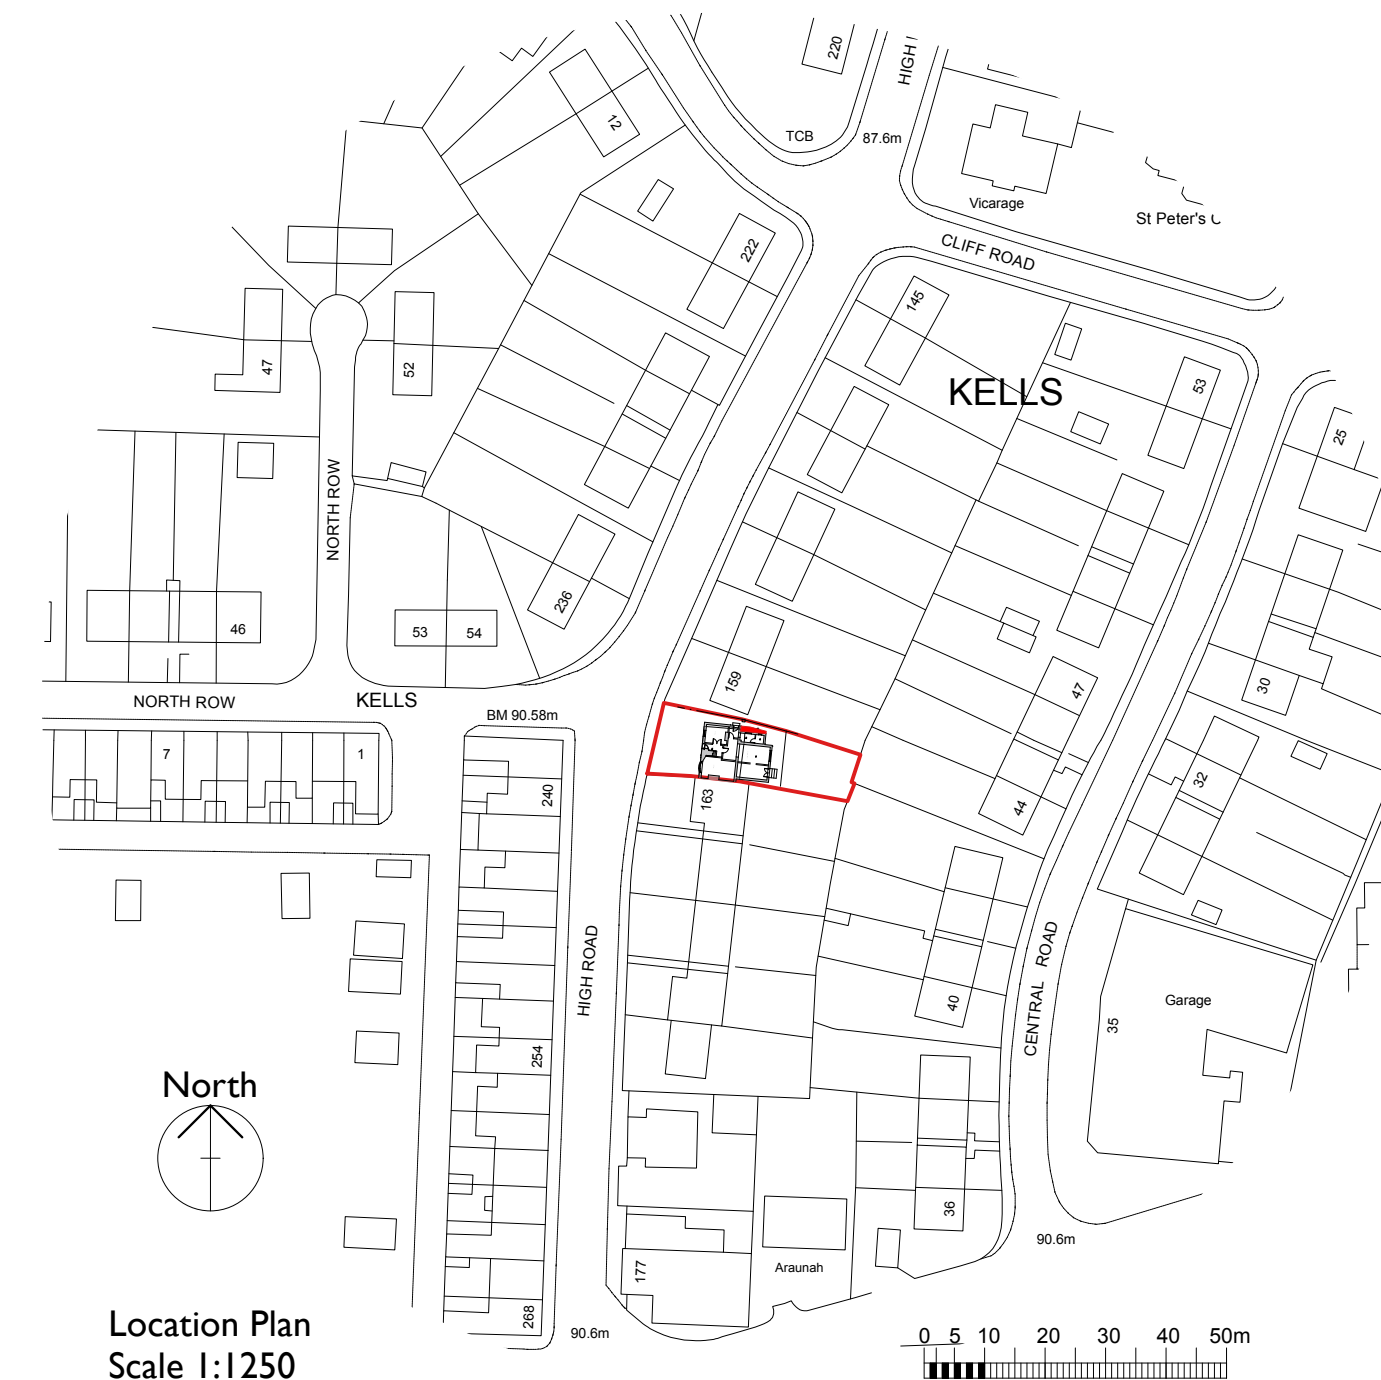 220
HIGH
12
TCB
87.6m
Vicarage
St Peter's
CLIFF ROAD
222
145
47
52
KELLS
53
25
NORTH ROW
236
46
53
54
47
30
159
NORTH ROW
KELLS
BM 90.58m
7
1
240
163
44
32
HIGH ROAD
CENTRAL ROAD
40
Garage
35
254
North
36
90.6m
177
Araunah
268
90.6m
Location Plan
Scale 1:1250
0 5 10 20 30 40 50m